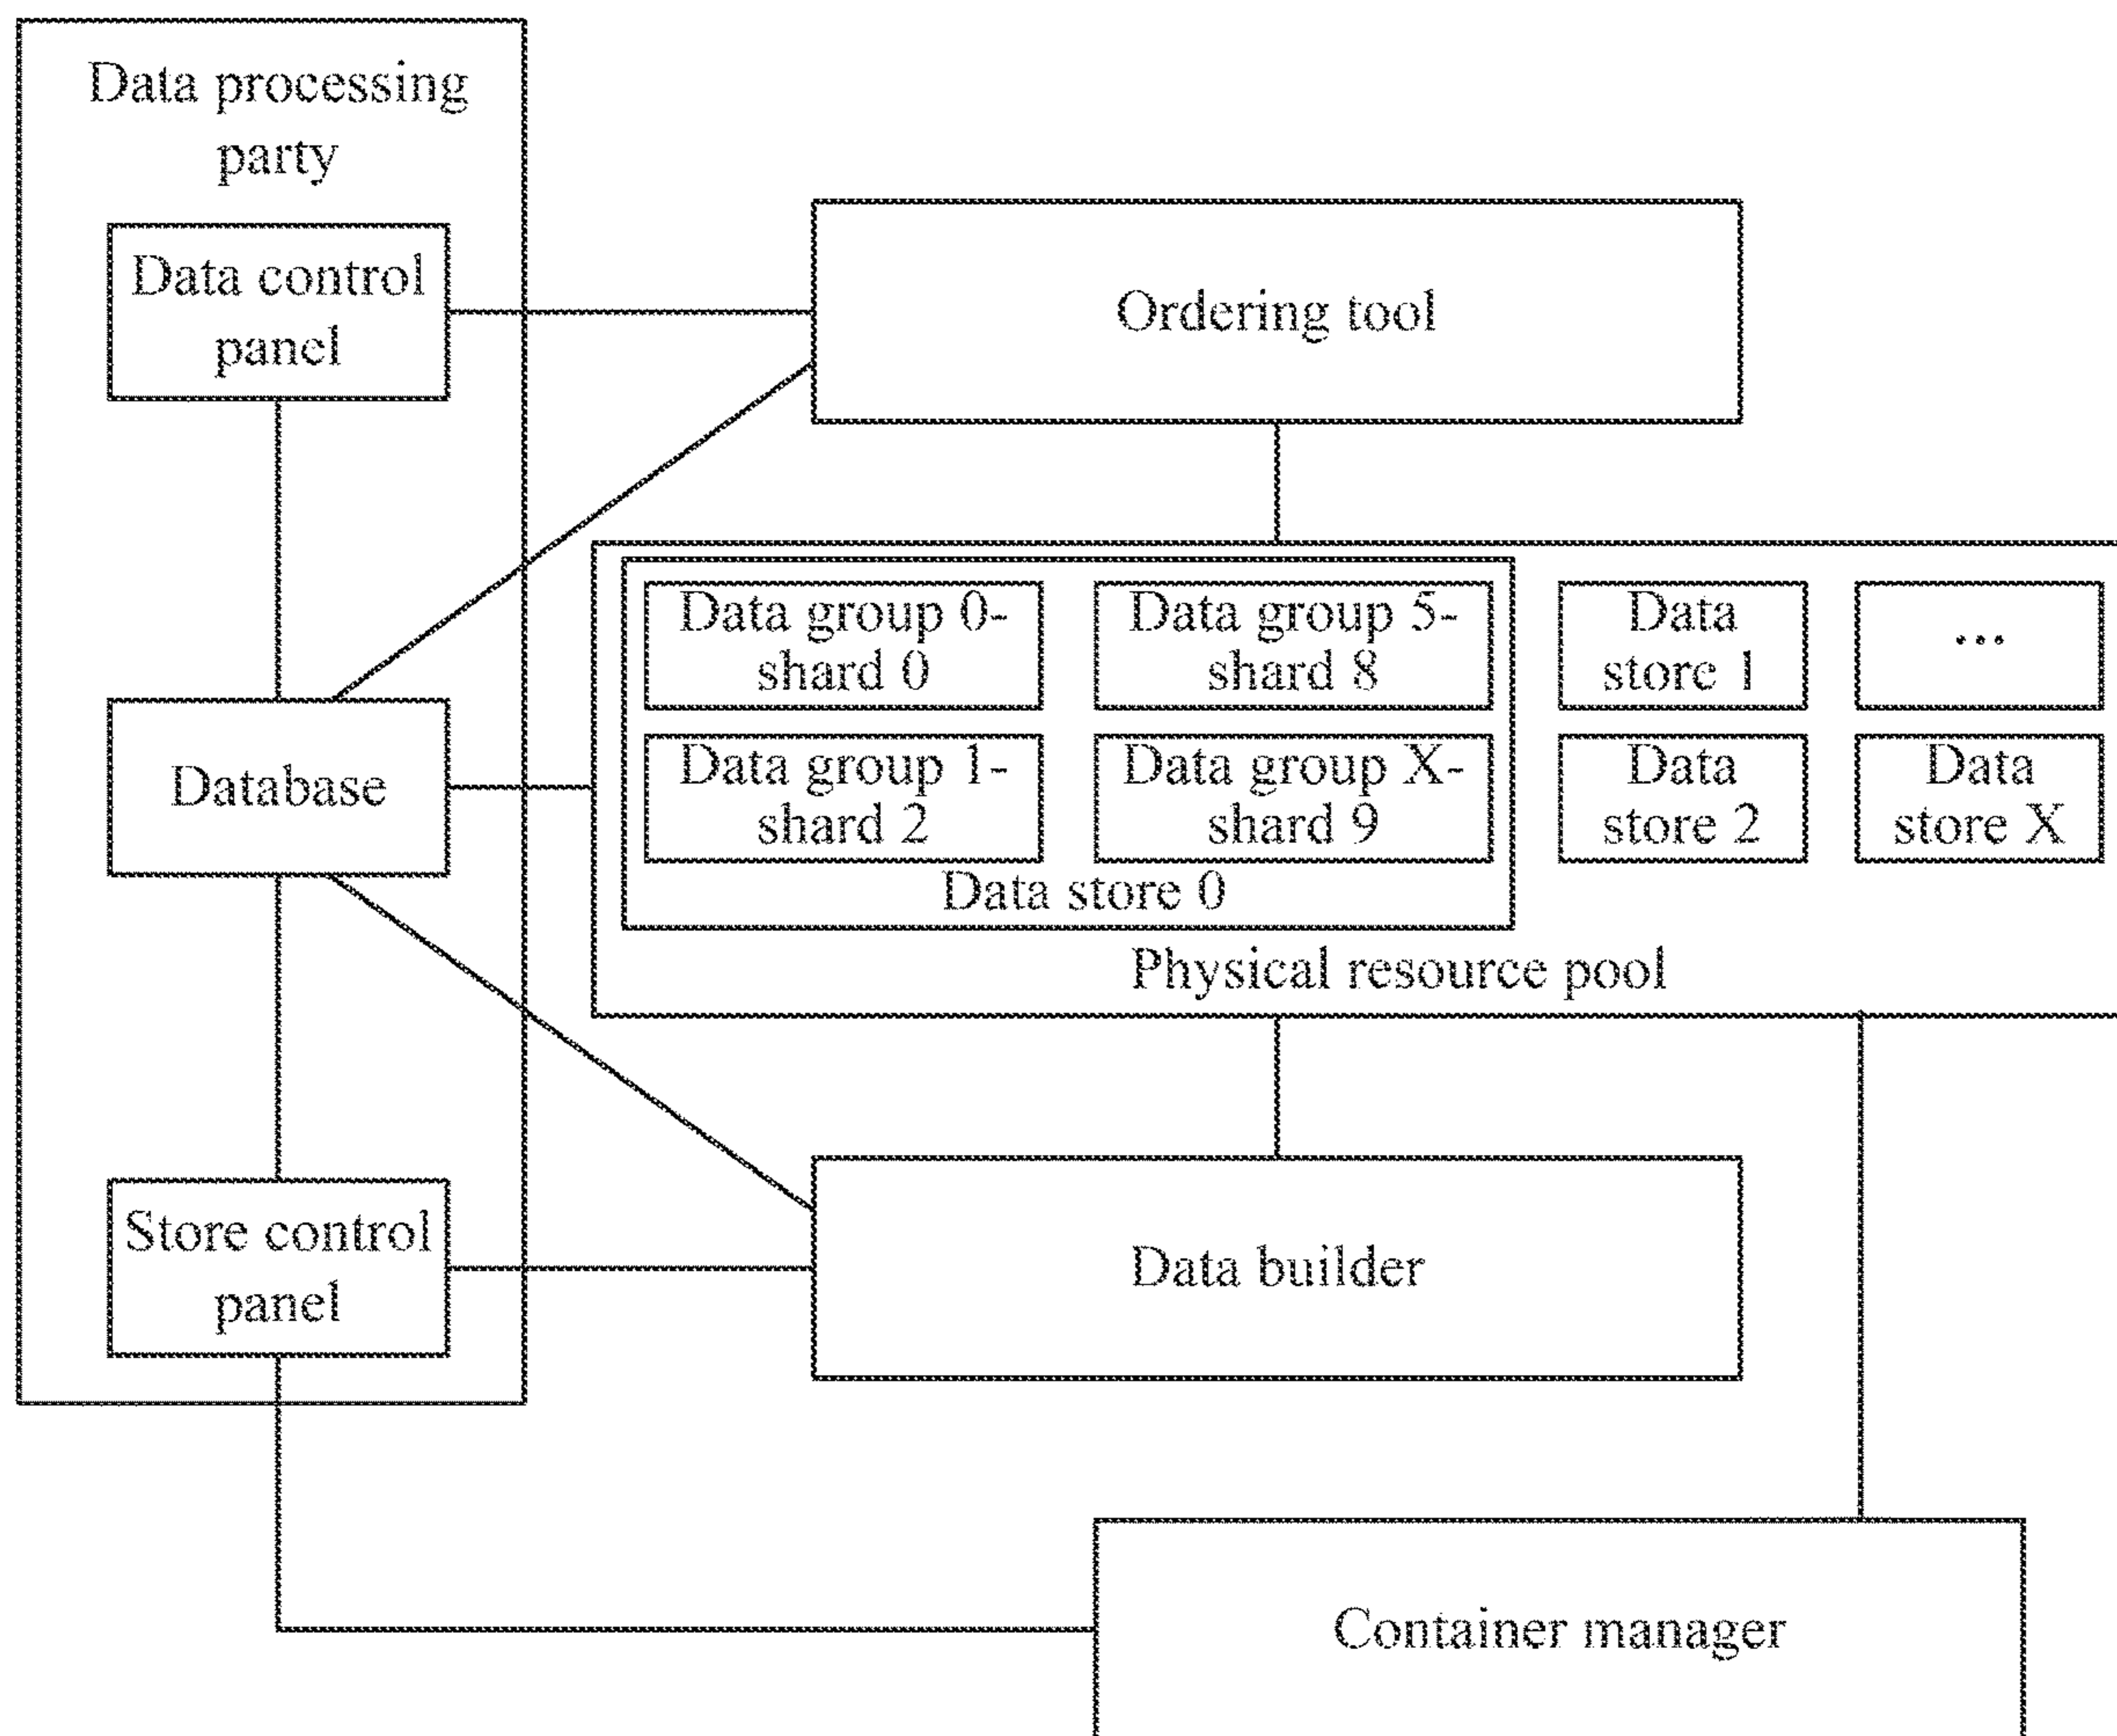 Data processing
party
Data control
panel
Ordering tool
Data group 0-
shard 0
Data group 5-
shard 8
Data
store 1
...
Database
Data group 1-
shard 2
Data group X-
shard 9
Data
store 2
Data
store X
Data store 0
Physical resource pool
Store control
panel
Data builder
Container manager